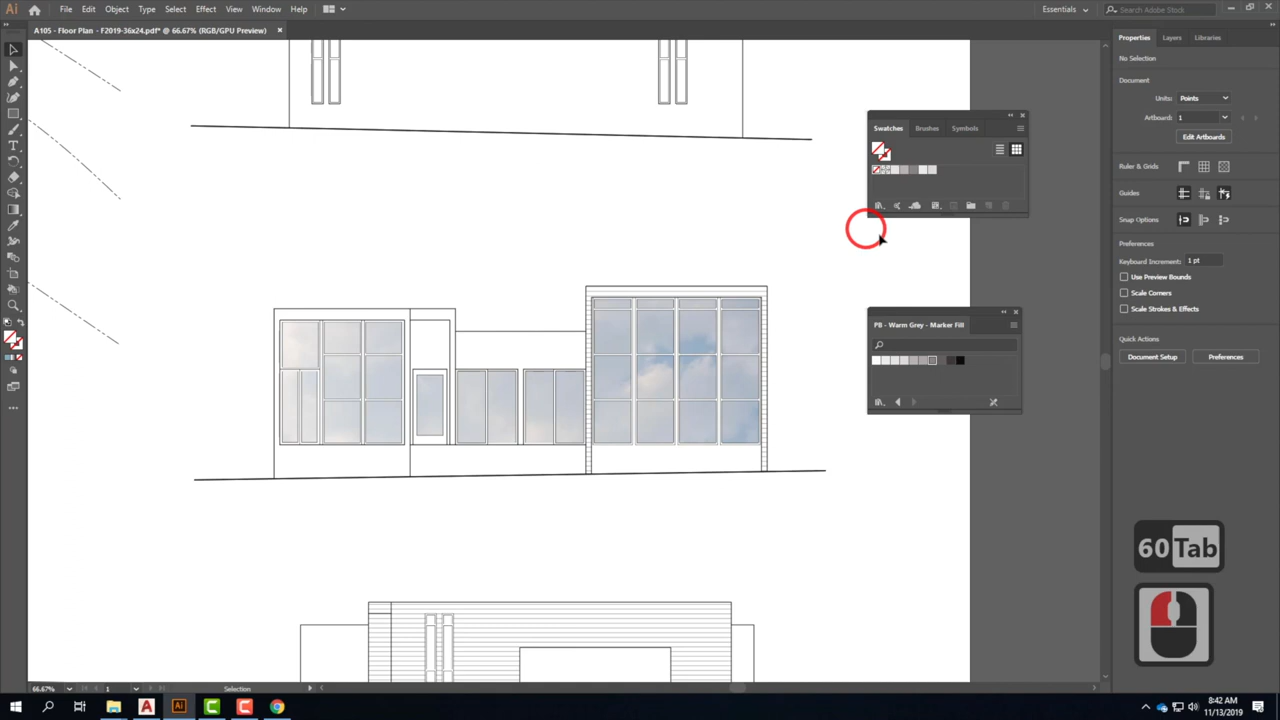 Ai
File Edit Object Type Select Effect View Window Help
Essentials
Search Adobe Stock
A105 - Floor Plan - F2019-36x24.pdf* @ 66.67% (RGB/GPU Preview) ×
Properties Layers Libraries
No Selection
Document
Units: Points
Artboard: 1
Edit Artboards
Swatches Brushes Symbols
Ruler & Grids
Guides
Snap Options
Preferences
Keyboard Increment: 1 pt
Use Preview Bounds
Scale Corners
Scale Strokes & Effects
PB - Warm Grey - Marker Fill
Quick Actions
Document Setup Preferences
60 Tab
66.67% 1 Selection
A Ai C C
8:42 AM
11/13/2019